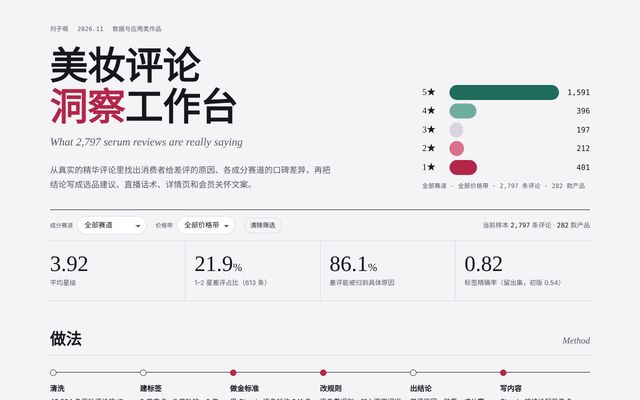 刘子萌 2026.11 数据与应用类作品
美妆评论
洞察工作台
What 2,797 serum reviews are really saying
从真实的精华评论里找出消费者给差评的原因、各成分赛道的口碑差异，再把
结论写成选品建议、直播话术、详情页和会员关怀文案。
5★ 1,591
4★ 396
3★ 197
2★ 212
1★ 401
全部赛道 · 全部价格带 · 2,797 条评论 · 282 款产品
成分赛道 全部赛道 价格带 全部价格带 清除筛选 当前样本 2,797 条评论 · 282 款产品
3.92 21.9% 86.1% 0.82
平均星级 1–2 星差评占比（613 条） 差评能被归到具体原因 标签精确率（留出集，初版 0.54）
做法 Method
清洗 建标签 做金标准 改规则 出结论 写内容